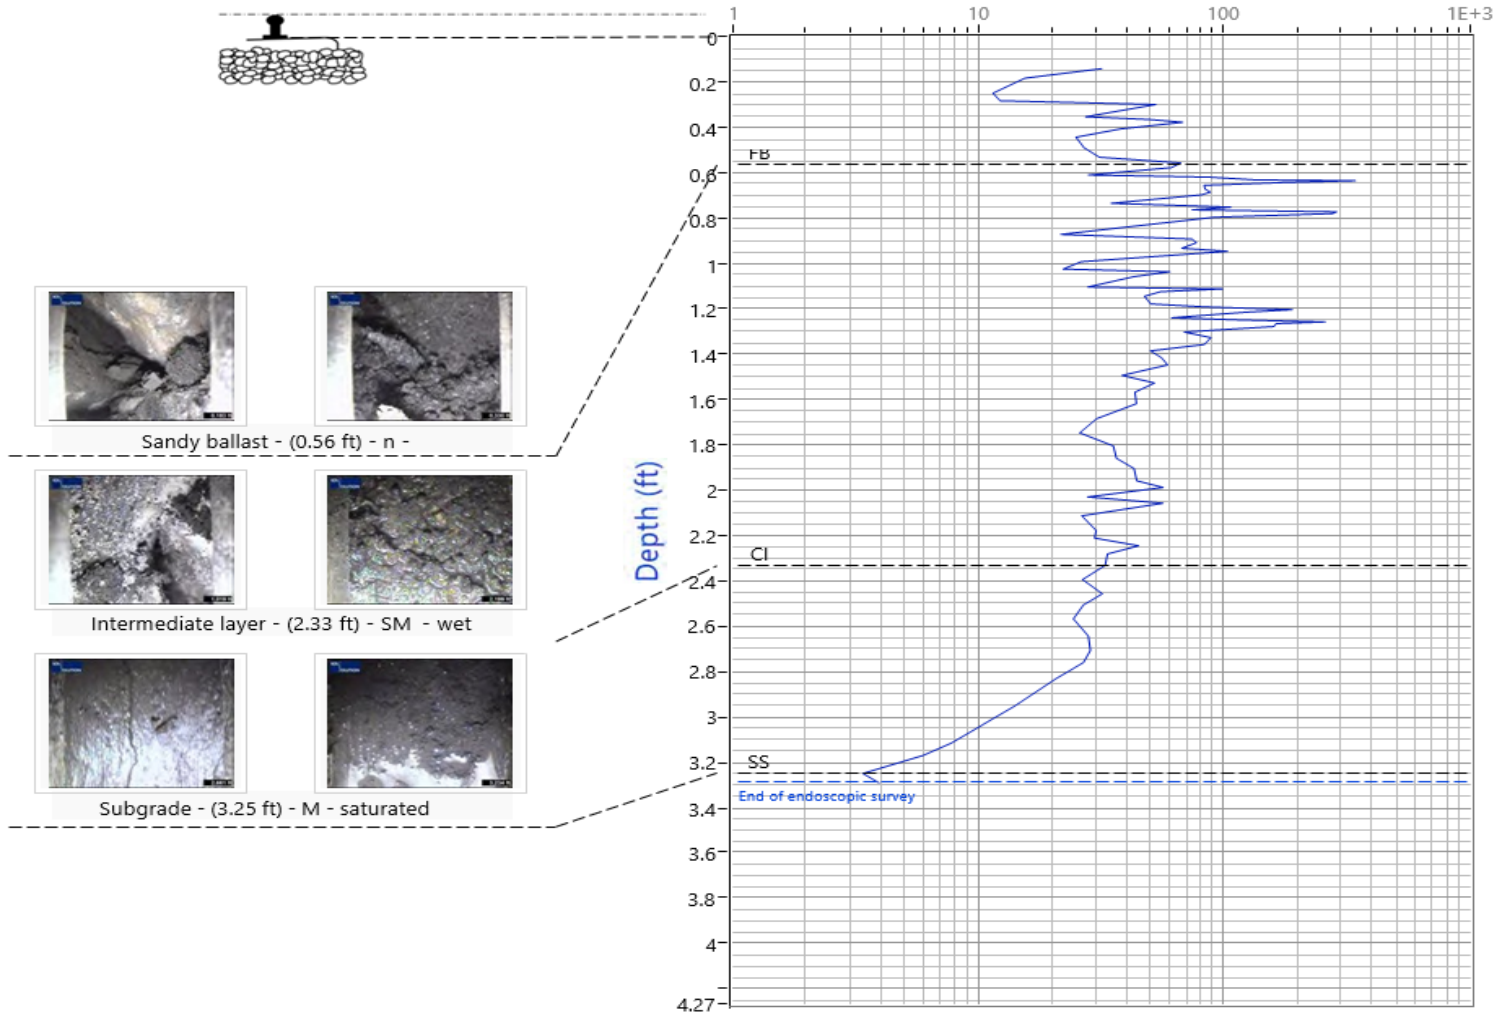 1
10
100
1E+3
0
0.2
0.4
FB
0.6
0.8
1
1.2
1.4
Sandy ballast - (0.56 ft) - n -
1.6
1.8
Depth (ft)
2
2.2
CI
2.4
Intermediate layer - (2.33 ft) - SM - wet
2.6
2.8
3
3.2
SS
End of endoscopic survey
Subgrade - (3.25 ft) - M - saturated
3.4
3.6
3.8
4
4.27